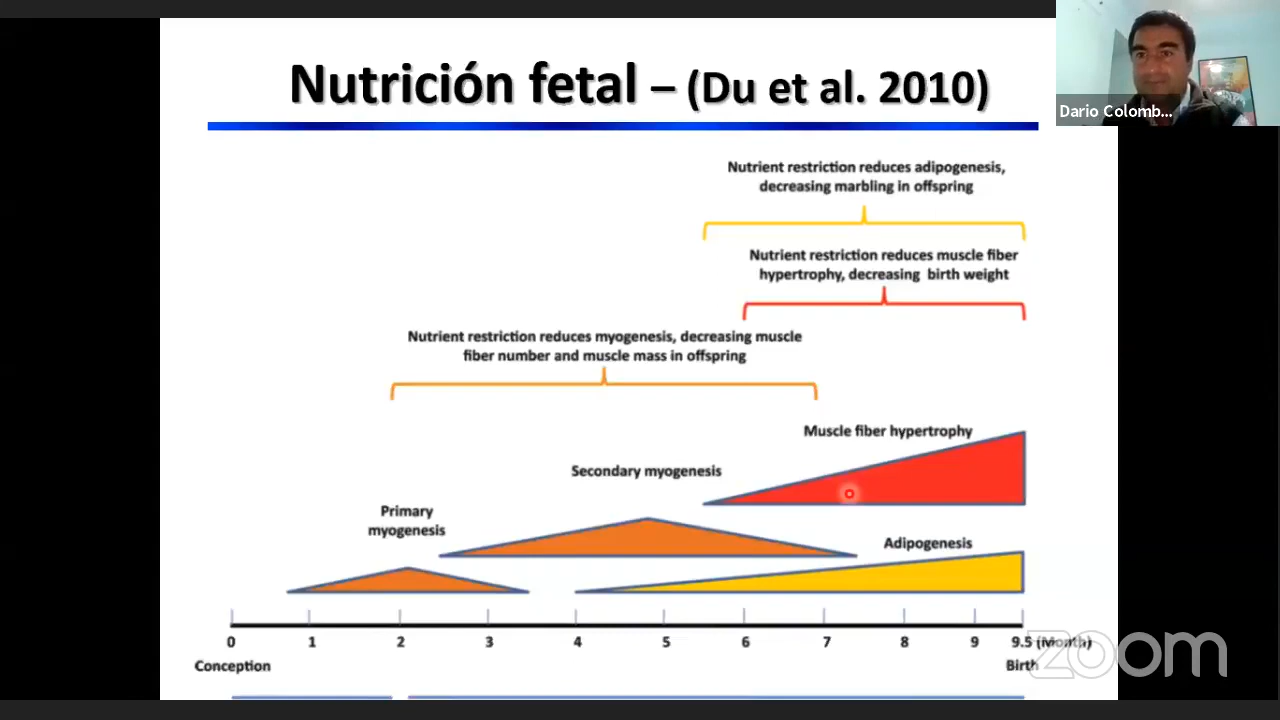 Nutrición fetal – (Du et al. 2010)
Dario Colomb...
Nutrient restriction reduces adipogenesis,
decreasing marbling in offspring
Nutrient restriction reduces muscle fiber
hypertrophy, decreasing birth weight
Nutrient restriction reduces myogenesis, decreasing muscle
fiber number and muscle mass in offspring
Muscle fiber hypertrophy
Secondary myogenesis
Primary
myogenesis
Adipogenesis
0 1 2 3 4 5 6 7 8 9 9.5 (Month)
Conception Birth
zoom